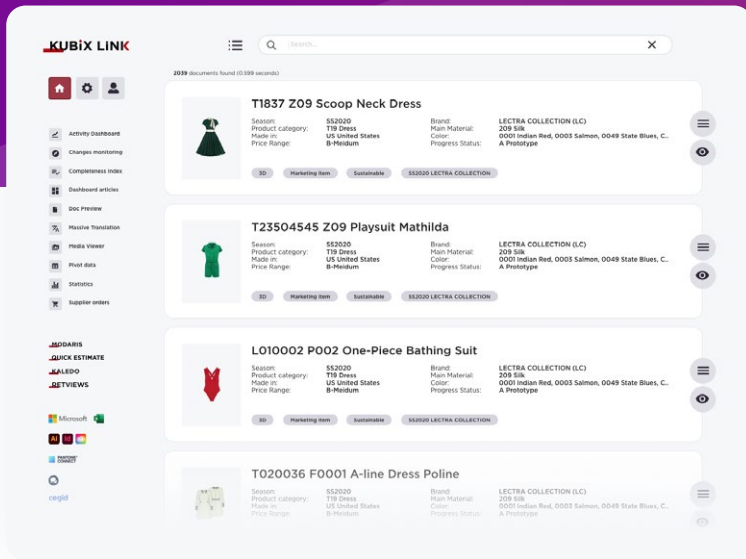 KUBiX LiNK
Search...
2039 documents found (0.199 seconds)
Activity Dashboard
Changes monitoring
Completeness Index
Dashboard articles
Doc Preview
Massive Translation
Media Viewer
Pivot data
Statistics
Supplier orders
MODARIS
QUICK ESTIMATE
KALEDO
RETVIEWS
Microsoft
Ai Id
PANTONE
CONNECT
cegid
T1837 Z09 Scoop Neck Dress
Season: SS2020 Brand: LECTRA COLLECTION (LC)
Product category: T19 Dress Main Material: 209 Silk
Made in: US United States Color: 0001 Indian Red, 0003 Salmon, 0049 State Blues, C..
Price Range: B-Meidum Progress Status: A Prototype
3D Marketing item Sustainable SS2020 LECTRA COLLECTION
T23504545 Z09 Playsuit Mathilda
Season: SS2020 Brand: LECTRA COLLECTION (LC)
Product category: T19 Dress Main Material: 209 Silk
Made in: US United States Color: 0001 Indian Red, 0003 Salmon, 0049 State Blues, C..
Price Range: B-Meidum Progress Status: A Prototype
3D Marketing item Sustainable SS2020 LECTRA COLLECTION
L010002 P002 One-Piece Bathing Suit
Season: SS2020 Brand: LECTRA COLLECTION (LC)
Product category: T19 Dress Main Material: 209 Silk
Made in: US United States Color: 0001 Indian Red, 0003 Salmon, 0049 State Blues, C..
Price Range: B-Meidum Progress Status: A Prototype
3D Marketing item Sustainable SS2020 LECTRA COLLECTION
T020036 F0001 A-line Dress Poline
Season: SS2020 Brand: LECTRA COLLECTION (LC)
Product category: T19 Dress Main Material: 209 Silk
Made in: US United States Color: 0001 Indian Red, 0003 Salmon, 0049 State Blues, C..
Price Range: B-Meidum Progress Status: A Prototype